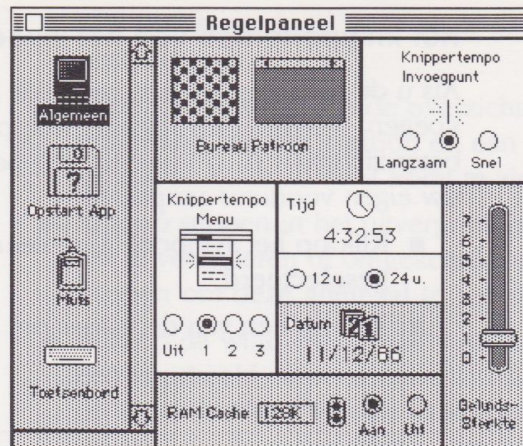 Regelpaneel
Algemeen
?
Opstart App
Muis
Toetsenbord
Bureau Patroon
Knippertempo
Invoegpunt
Langzaam Snel
Knippertempo
Menu
Uit 1 2 3
Tijd
4:32:53
12 u. 24 u.
Datum
21
11/12/86
RAM Cache 128K Aan Uit
7
6
5
4
3
2
1
0
Geluids-
Sterkte